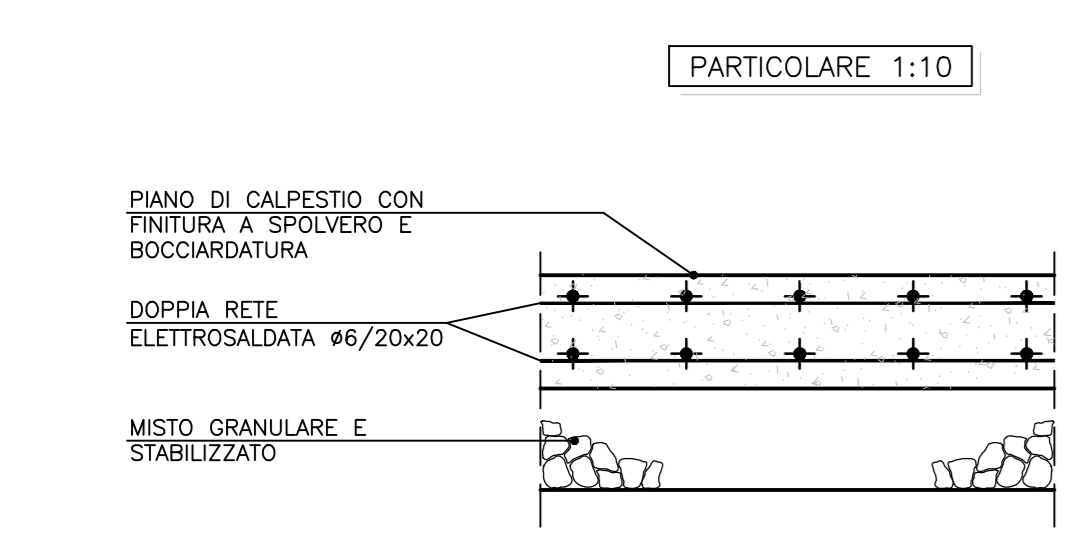 PARTICOLARE 1:10
PIANO DI CALPESTIO CON
FINITURA A SPOLVERO E
BOCCIARDATURA
DOPPIA RETE
ELETTROSALDATA ø6/20x20
MISTO GRANULARE E
STABILIZZATO